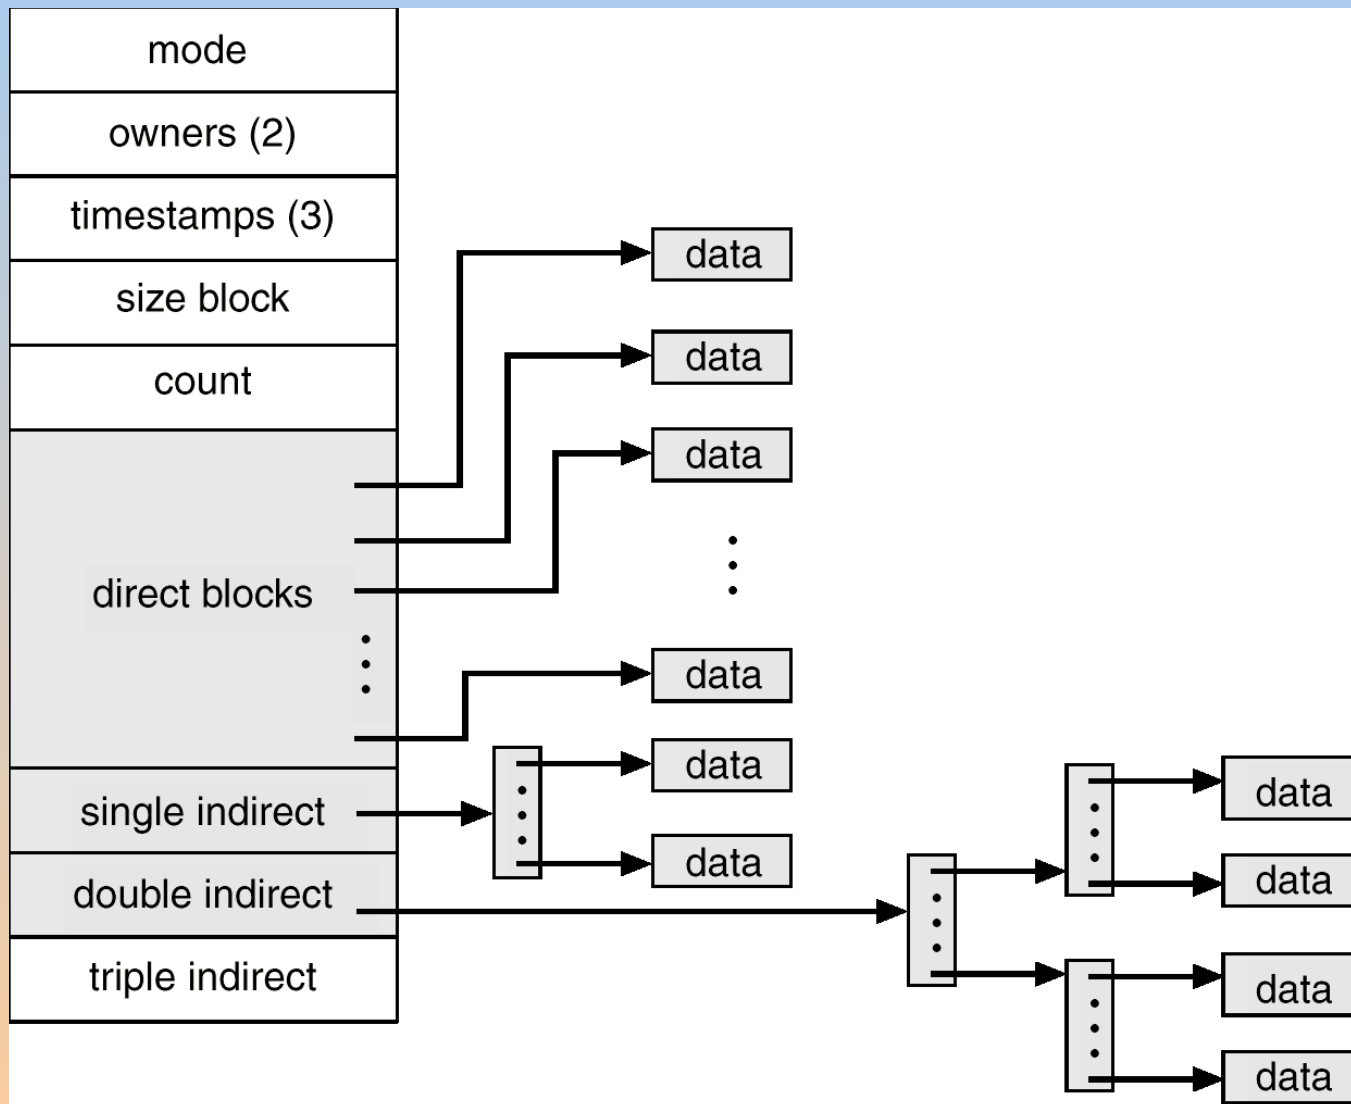 mode
owners (2)
timestamps (3)
size block
count
direct blocks
single indirect
double indirect
triple indirect
data
data
data
data
data
data
data
data
data
data